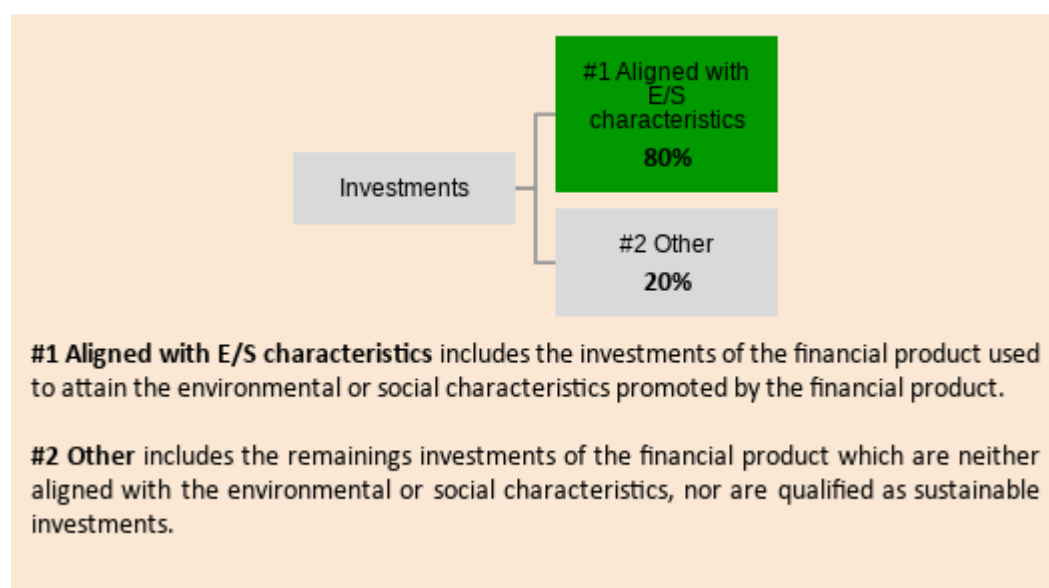 #1 Aligned with
E/S
characteristics
80%
Investments
#2 Other
20%
#1 Aligned with E/S characteristics includes the investments of the financial product used
to attain the environmental or social characteristics promoted by the financial product.
#2 Other includes the remainings investments of the financial product which are neither
aligned with the environmental or social characteristics, nor are qualified as sustainable
investments.